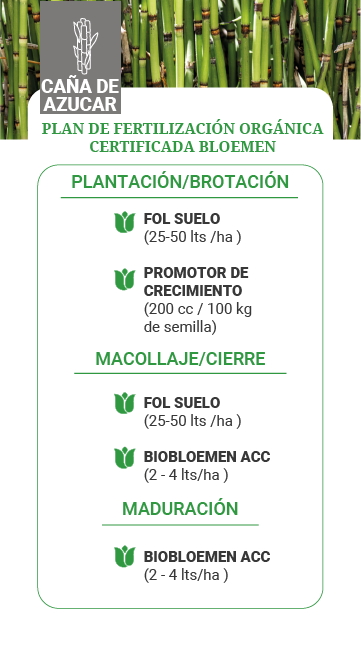 CAÑA DE
AZUCAR
PLAN DE FERTILIZACIÓN ORGÁNICA
CERTIFICADA BLOEMEN
PLANTACIÓN/BROTACIÓN
FOL SUELO
(25-50 lts /ha )
PROMOTOR DE
CRECIMIENTO
(200 cc / 100 kg
de semilla)
MACOLLAJE/CIERRE
FOL SUELO
(25-50 lts /ha )
BIOBLOEMEN ACC
(2 - 4 lts/ha )
MADURACIÓN
BIOBLOEMEN ACC
(2 - 4 lts/ha )